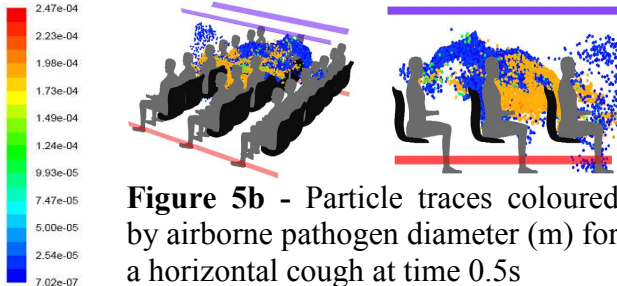 2.47e-04
2.23e-04
1.98e-04
1.73e-04
1.49e-04
1.24e-04
9.93e-05
7.47e-05
5.00e-05
2.54e-05
7.02e-07
Figure 5b - Particle traces coloured
by airborne pathogen diameter (m) for
a horizontal cough at time 0.5s